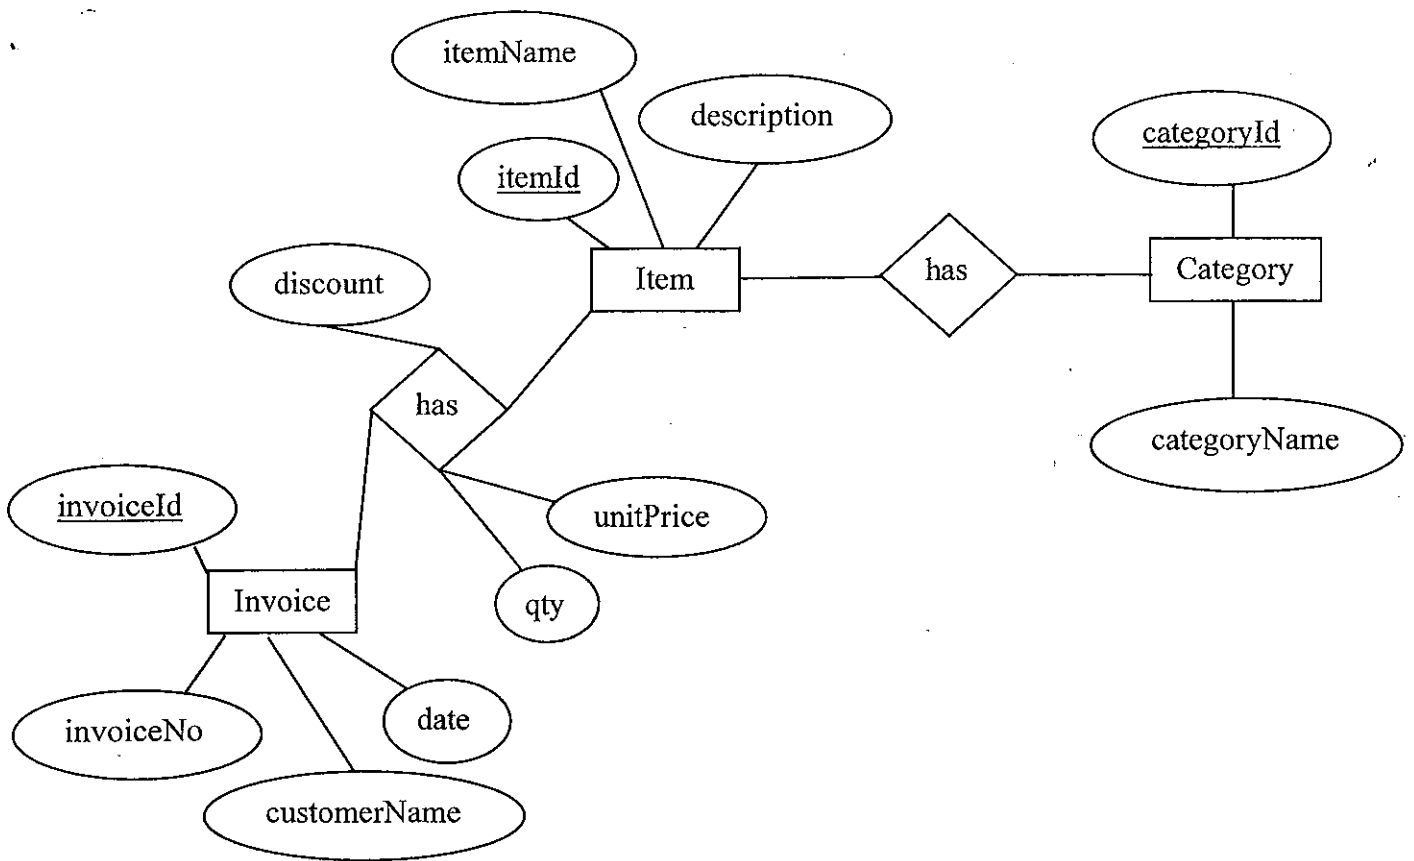 itemName
description
categoryId
itemId
Item
has
Category
discount
has
categoryName
invoiceId
unitPrice
Invoice
qty
invoiceNo
date
customerName